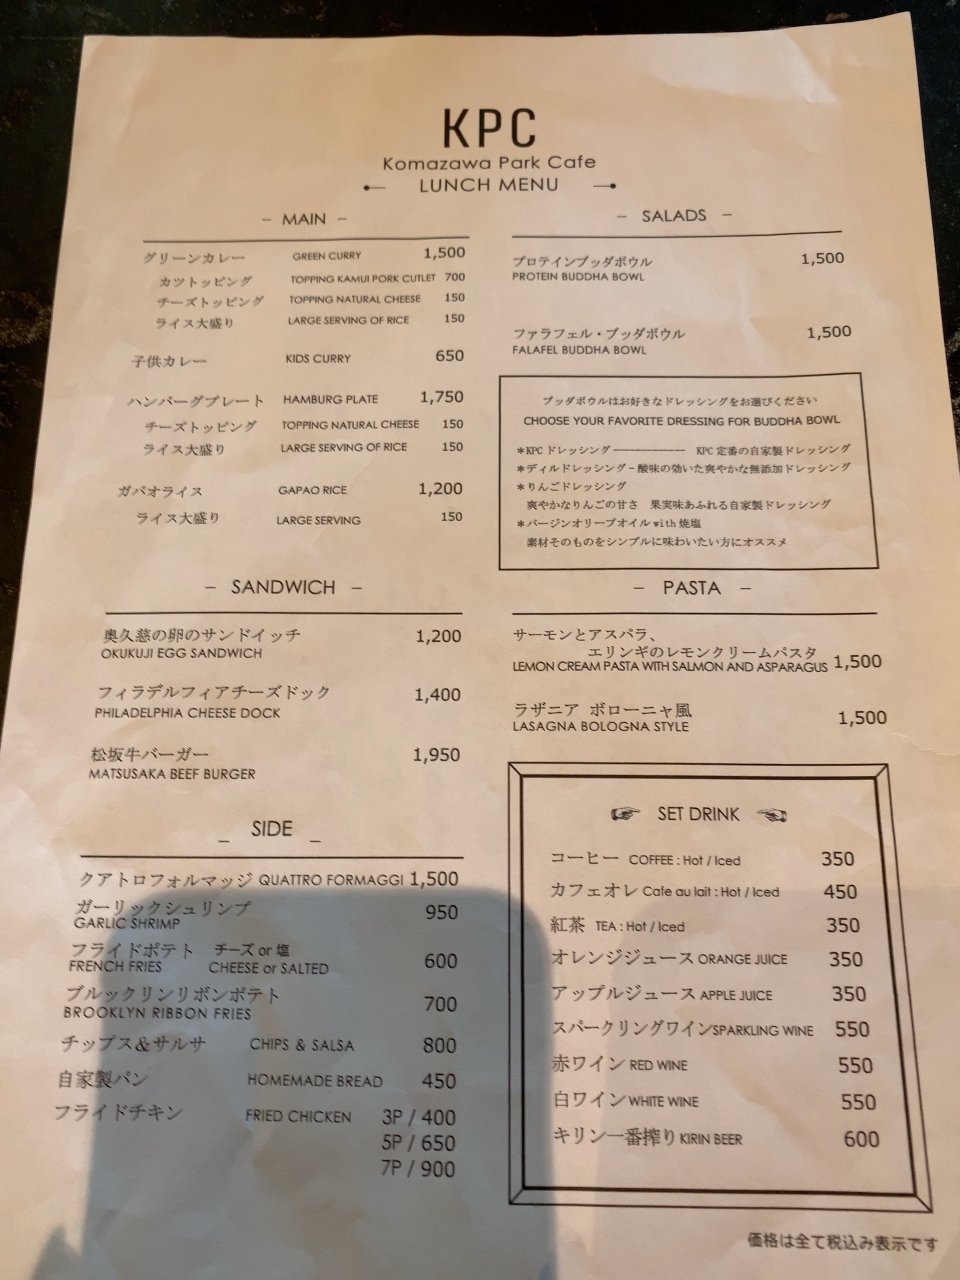 KPC
Komazawa Park Cafe
LUNCH MENU
– MAIN –
グリーンカレー GREEN CURRY 1,500
カツトッピング TOPPING KAMUI PORK CUTLET 700
チーズトッピング TOPPING NATURAL CHEESE 150
ライス大盛り LARGE SERVING OF RICE 150
子供カレー KIDS CURRY 650
ハンバーグプレート HAMBURG PLATE 1,750
チーズトッピング TOPPING NATURAL CHEESE 150
ライス大盛り LARGE SERVING OF RICE 150
ガパオライス GAPAO RICE 1,200
ライス大盛り LARGE SERVING 150
– SANDWICH –
奥久慈の卵のサンドイッチ 1,200
OKUKUJI EGG SANDWICH
フィラデルフィアチーズドック 1,400
PHILADELPHIA CHEESE DOCK
松坂牛バーガー 1,950
MATSUSAKA BEEF BURGER
– SIDE –
クアトロフォルマッジ QUATTRO FORMAGGI 1,500
ガーリックシュリンプ 950
GARLIC SHRIMP
フライドポテト チーズ or 塩 600
FRENCH FRIES CHEESE or SALTED
ブルックリンリボンポテト 700
BROOKLYN RIBBON FRIES
チップス&サルサ CHIPS & SALSA 800
自家製パン HOMEMADE BREAD 450
フライドチキン FRIED CHICKEN 3P / 400
5P / 650
7P / 900
– SALADS –
プロテインブッダボウル 1,500
PROTEIN BUDDHA BOWL
ファラフェル・ブッダボウル 1,500
FALAFEL BUDDHA BOWL
ブッダボウルはお好きなドレッシングをお選びください
CHOOSE YOUR FAVORITE DRESSING FOR BUDDHA BOWL
*KPC ドレッシング ―――― KPC 定番の自家製ドレッシング
*ディルドレッシング – 酸味の効いた爽やかな無添加ドレッシング
*りんごドレッシング
爽やかなりんごの甘さ 果実味あふれる自家製ドレッシング
*バージンオリーブオイル with 焼塩
素材そのものをシンプルに味わいたい方にオススメ
– PASTA –
サーモンとアスパラ、
エリンギのレモンクリームパスタ
LEMON CREAM PASTA WITH SALMON AND ASPARAGUS 1,500
ラザニア ボローニャ風 1,500
LASAGNA BOLOGNA STYLE
☞ SET DRINK ☜
コーヒー COFFEE : Hot / Iced 350
カフェオレ Cafe au lait : Hot / Iced 450
紅茶 TEA : Hot / Iced 350
オレンジジュース ORANGE JUICE 350
アップルジュース APPLE JUICE 350
スパークリングワイン SPARKLING WINE 550
赤ワイン RED WINE 550
白ワイン WHITE WINE 550
キリン一番搾り KIRIN BEER 600
価格は全て税込み表示です